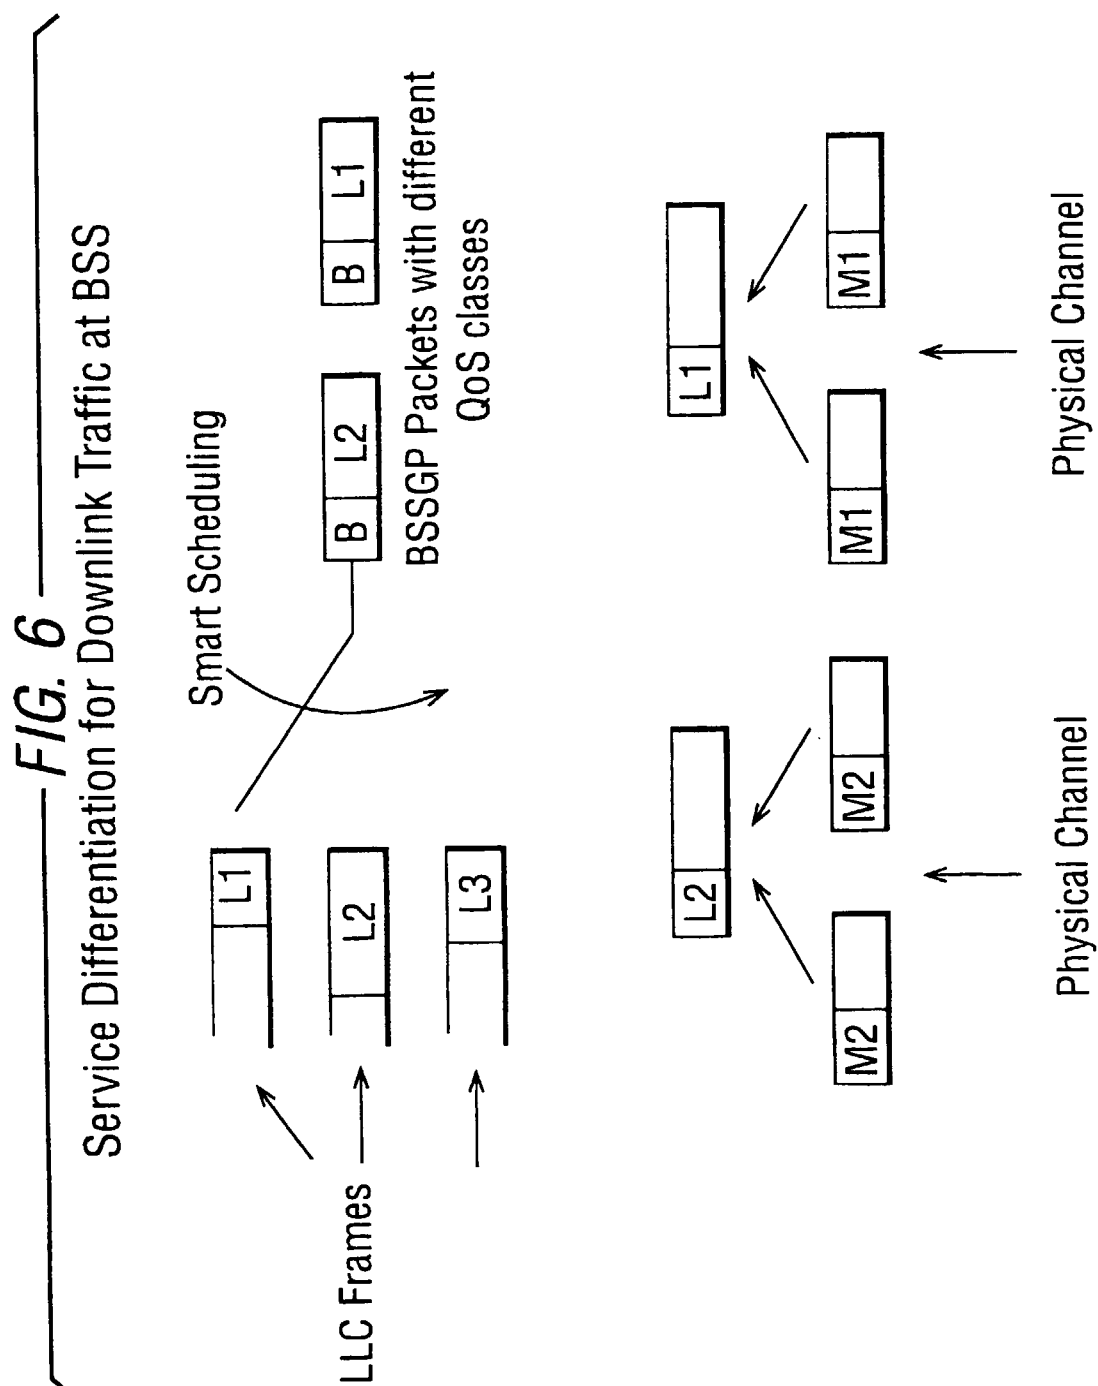 FIG. 6
Service Differentiation for Downlink Traffic at BSS
Smart Scheduling
LLC Frames
L1
L2
L3
B L2
B L1
BSSGP Packets with different
QoS classes
L2
M2
M2
Physical Channel
L1
M1
M1
Physical Channel